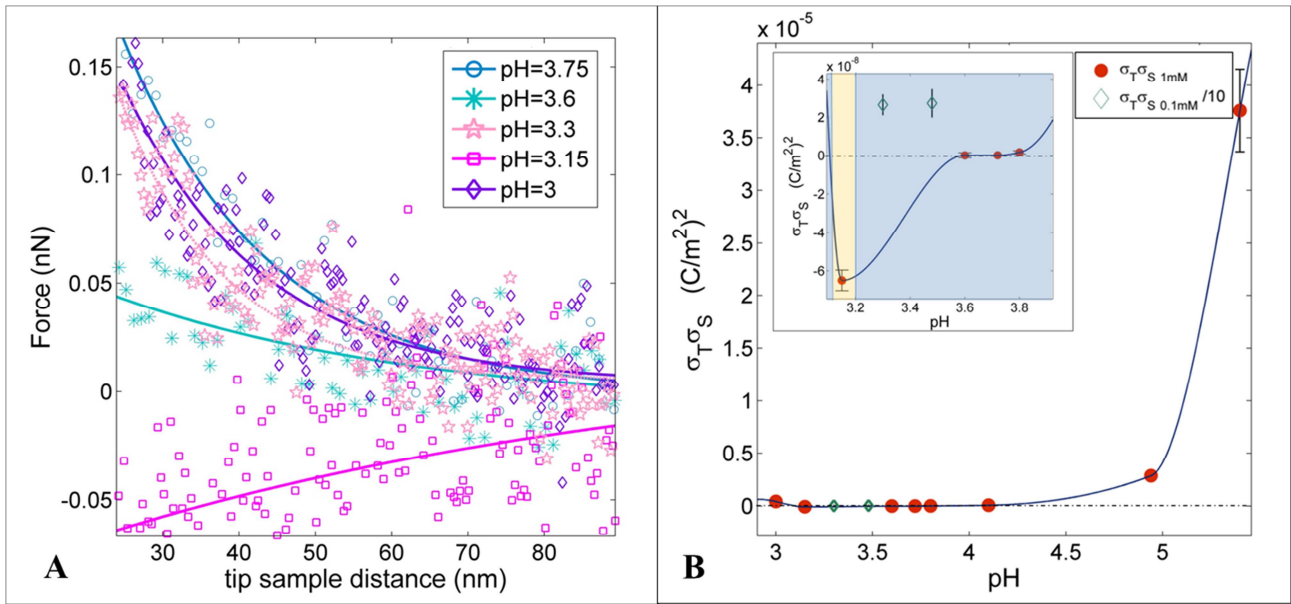 0.15
0.1
0.05
0
-0.05
Force (nN)
30 40 50 60 70 80
tip sample distance (nm)
pH=3.75
pH=3.6
pH=3.3
pH=3.15
pH=3
A
x 10⁻⁵
4
3.5
3
2.5
2
1.5
1
0.5
0
σTσS (C/m²)²
3 3.5 4 4.5 5
pH
σTσS 1mM
σTσS 0.1mM /10
4 x 10⁻⁸
2
0
-2
-4
-6
σTσS (C/m²)²
3.2 3.4 3.6 3.8
pH
B